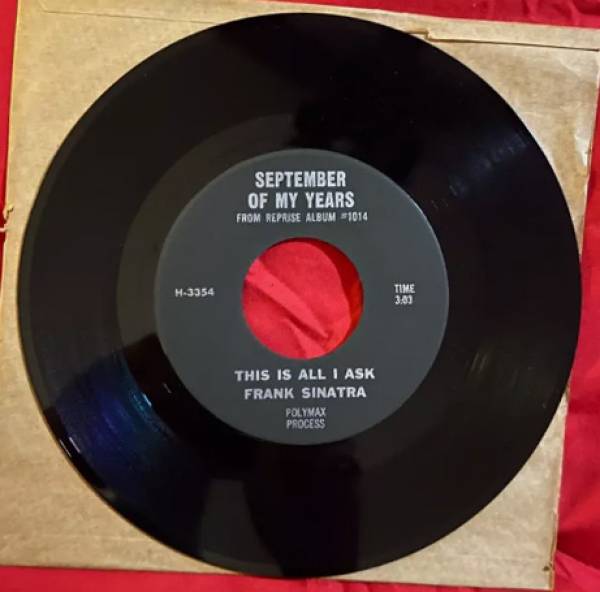 SEPTEMBER
OF MY YEARS
FROM REPRISE ALBUM #1014
H-3354
TIME
3:03
THIS IS ALL I ASK
FRANK SINATRA
POLYMAX
PROCESS